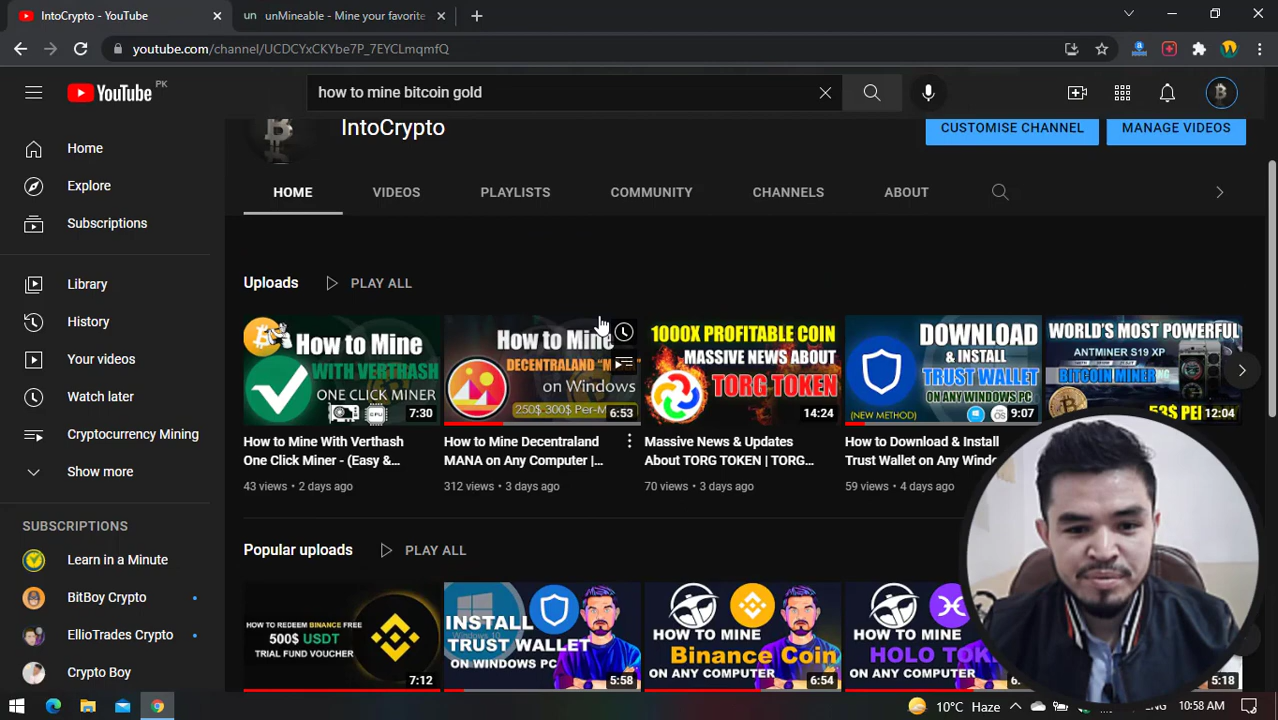 IntoCrypto - YouTube
un unMineable - Mine your favorite
youtube.com/channel/UCDCYxCKYbe7P_7EYCLmqmfQ
YouTube PK
how to mine bitcoin gold
IntoCrypto
CUSTOMISE CHANNEL
MANAGE VIDEOS
HOME
VIDEOS
PLAYLISTS
COMMUNITY
CHANNELS
ABOUT
Home
Explore
Subscriptions
Library
History
Your videos
Watch later
Cryptocurrency Mining
Show more
SUBSCRIPTIONS
Learn in a Minute
BitBoy Crypto
EllioTrades Crypto
Crypto Boy
Uploads
PLAY ALL
How to Mine
WITH VERTHASH
ONE CLICK MINER
CPU
7:30
How to Mine With Verthash
One Click Miner - (Easy &...
43 views • 2 days ago
How to Mine
DECENTRALAND "M
on Windows
250$ 300$ Per-M
6:53
How to Mine Decentraland
MANA on Any Computer |...
312 views • 3 days ago
1000X PROFITABLE COIN
MASSIVE NEWS ABOUT
TORG TOKEN
14:24
Massive News & Updates
About TORG TOKEN | TORG...
70 views • 3 days ago
DOWNLOAD
& INSTALL
TRUST WALLET
ON ANY WINDOWS PC
(NEW METHOD)
9:07
How to Download & Install
Trust Wallet on Any Windo
59 views • 4 days ago
WORLD'S MOST POWERFUL
ANTMINER S19 XP
BITCOIN MINER
53$ PE
12:04
Popular uploads
PLAY ALL
HOW TO REDEEM BINANCE FREE
500$ USDT
TRIAL FUND VOUCHER
7:12
INSTALL
TRUST WALLET
ON WINDOWS PC
5:58
HOW TO MINE
Binance Coin
ON ANY COMPUTER
6:54
HOW TO MINE
HOLO TOK
ON ANY COMPUTER
5:18
10°C Haze
ENG
10:58 AM